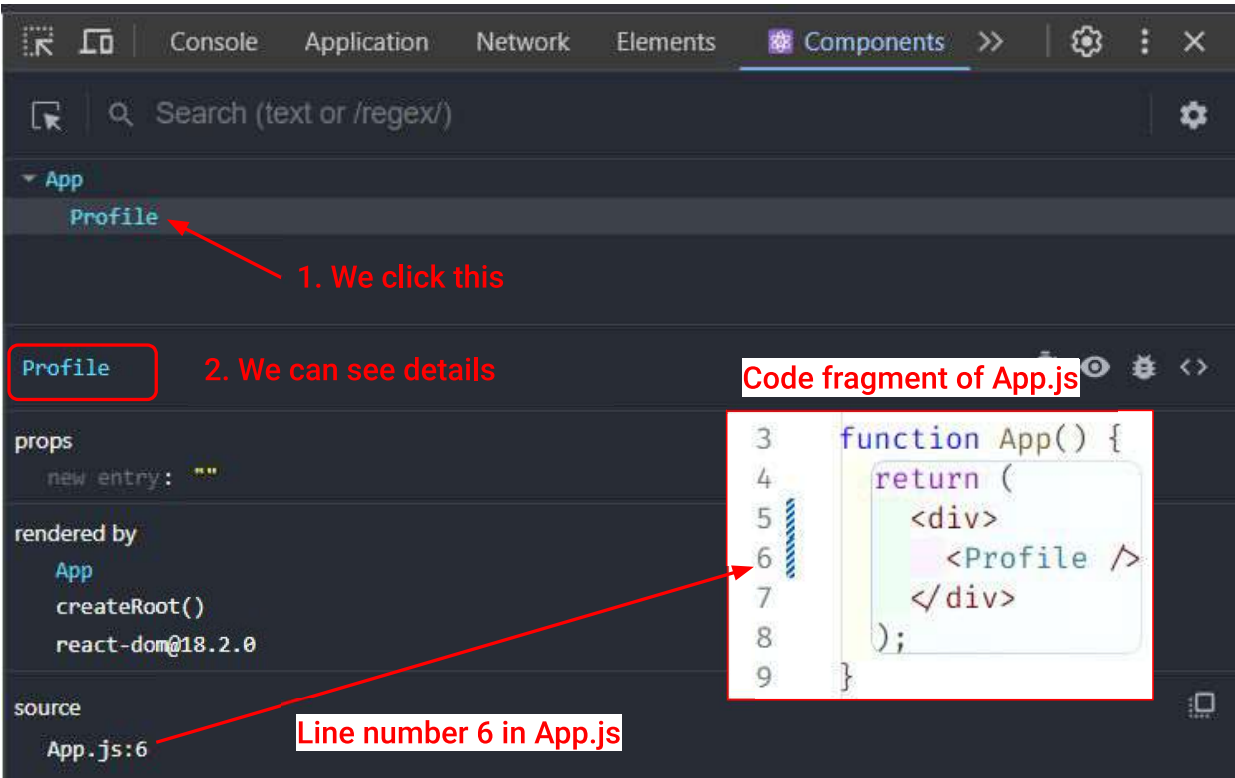 Console Application Network Elements Components
Search (text or /regex/)
App
Profile
1. We click this
Profile
2. We can see details
Code fragment of App.js
props
new entry: ""
rendered by
App
createRoot()
react-dom@18.2.0
source
App.js:6
Line number 6 in App.js
3 function App() {
4 return (
5 <div>
6 <Profile />
7 </div>
8 );
9 }